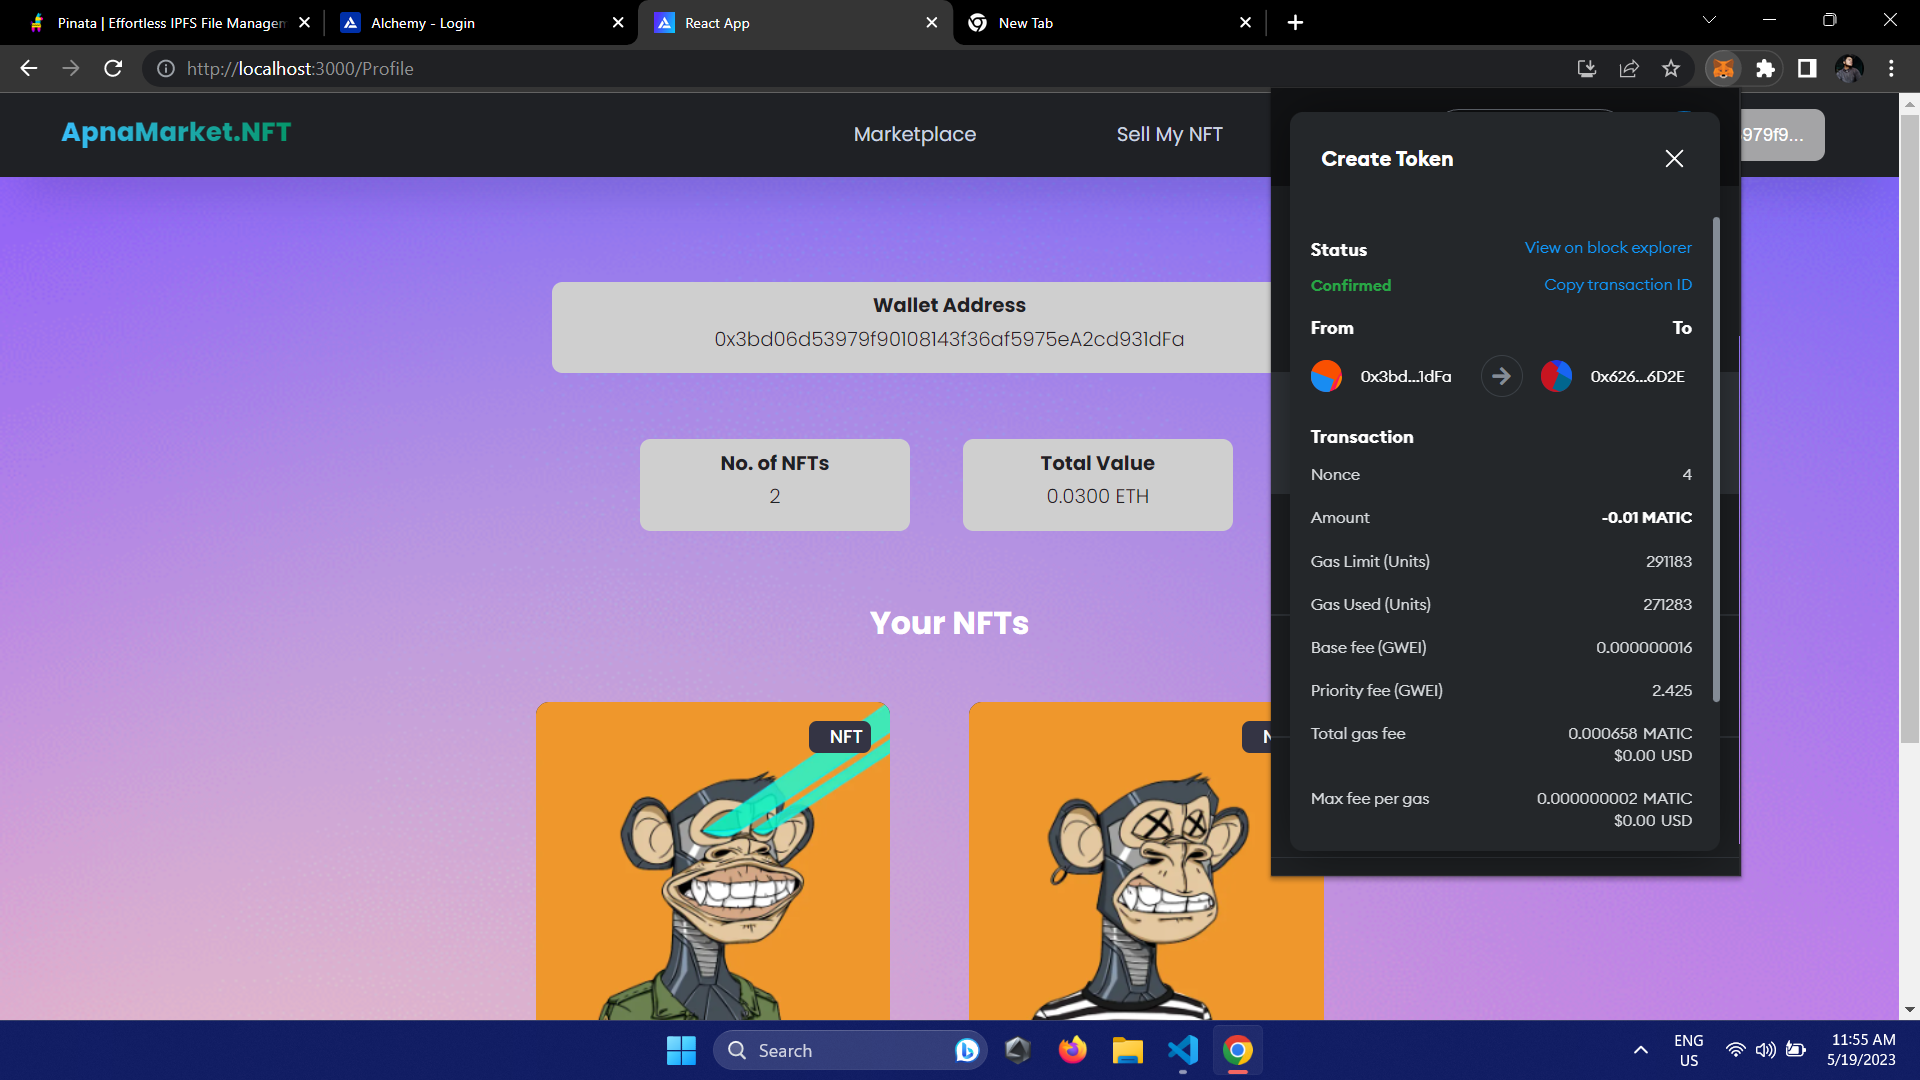 Pinata | Effortless IPFS File Managem
Alchemy - Login
React App
New Tab
http://localhost:3000/Profile
ApnaMarket.NFT
Marketplace
Sell My NFT
979f9...
Wallet Address
0x3bd06d53979f90108143f36af5975eA2cd931dFa
No. of NFTs
2
Total Value
0.0300 ETH
Your NFTs
NFT
N
Create Token
Status
View on block explorer
Confirmed
Copy transaction ID
From
To
0x3bd...1dFa
0x626...6D2E
Transaction
Nonce
4
Amount
-0.01 MATIC
Gas Limit (Units)
291183
Gas Used (Units)
271283
Base fee (GWEI)
0.000000016
Priority fee (GWEI)
2.425
Total gas fee
0.000658 MATIC
$0.00 USD
Max fee per gas
0.000000002 MATIC
$0.00 USD
Search
ENG
US
11:55 AM
5/19/2023